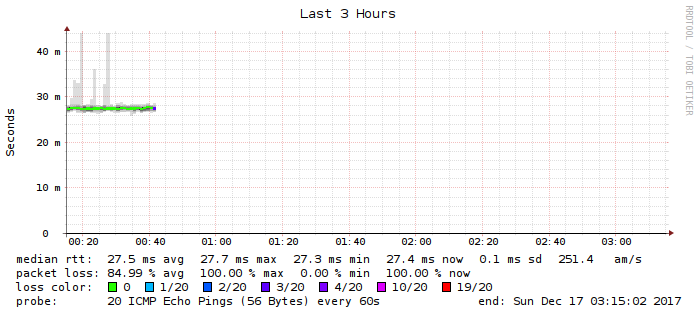 Last 3 Hours
RRDTOOL / TOBI OETIKER
Seconds
40 m
30 m
20 m
10 m
0
00:20 00:40 01:00 01:20 01:40 02:00 02:20 02:40 03:00
median rtt: 27.5 ms avg 27.7 ms max 27.3 ms min 27.4 ms now 0.1 ms sd 251.4 am/s
packet loss: 84.99 % avg 100.00 % max 0.00 % min 100.00 % now
loss color: 0 1/20 2/20 3/20 4/20 10/20 19/20
probe: 20 ICMP Echo Pings (56 Bytes) every 60s end: Sun Dec 17 03:15:02 2017